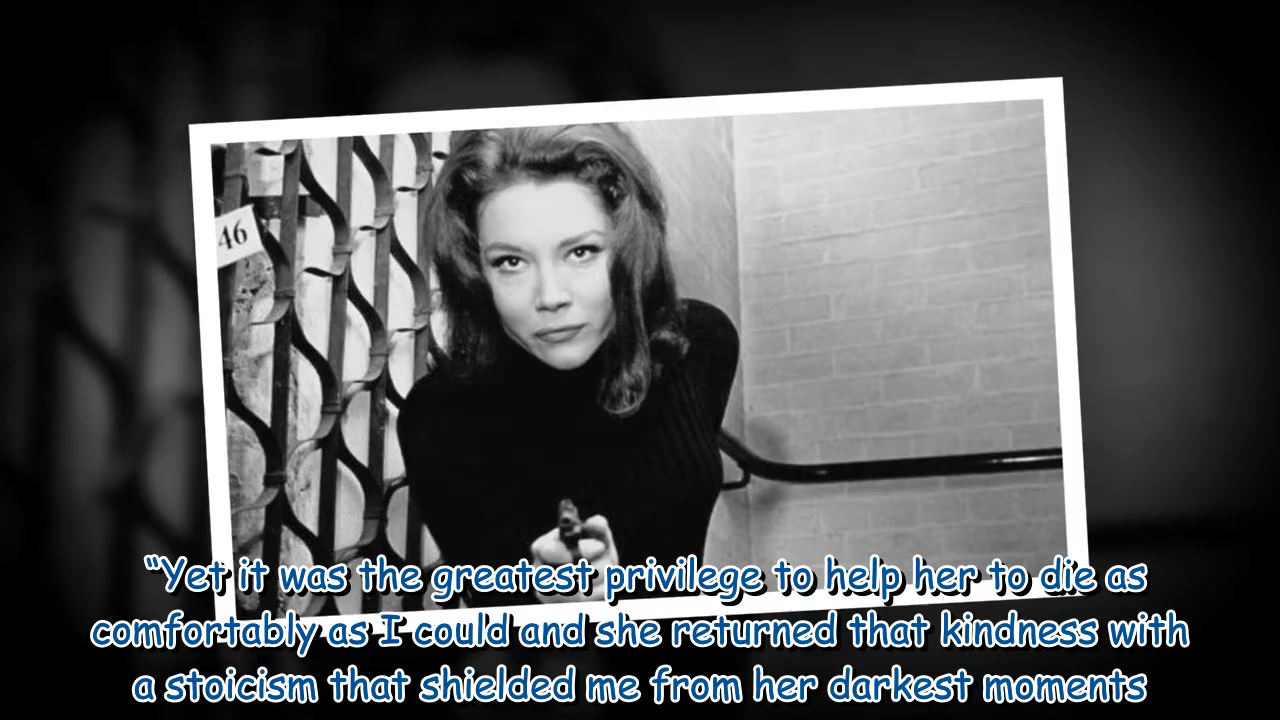 46
“Yet it was the greatest privilege to help her to die as
comfortably as I could and she returned that kindness with
a stoicism that shielded me from her darkest moments